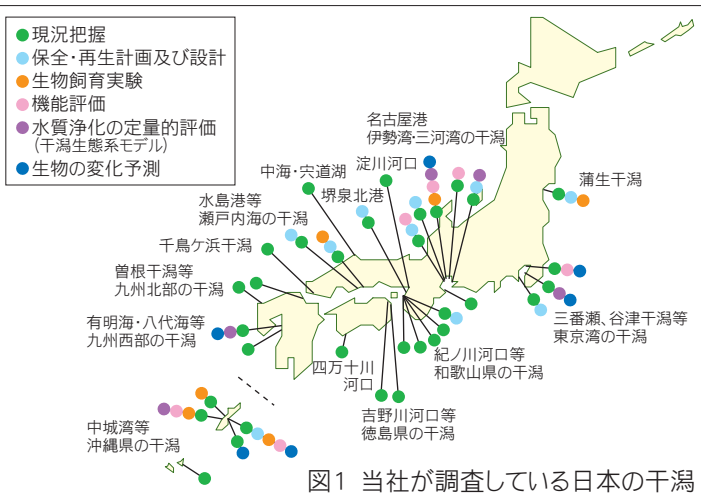 現況把握
保全・再生計画及び設計
生物飼育実験
機能評価
水質浄化の定量的評価
(干潟生態系モデル)
生物の変化予測
名古屋港
伊勢湾・三河湾の干潟
淀川河口
中海・宍道湖
堺泉北港
水島港等
瀬戸内海の干潟
千鳥ケ浜干潟
曽根干潟等
九州北部の干潟
有明海・八代海等
九州西部の干潟
蒲生干潟
三番瀬、谷津干潟等
東京湾の干潟
紀ノ川河口等
和歌山県の干潟
四万十川
河口
吉野川河口等
徳島県の干潟
中城湾等
沖縄県の干潟
図1 当社が調査している日本の干潟